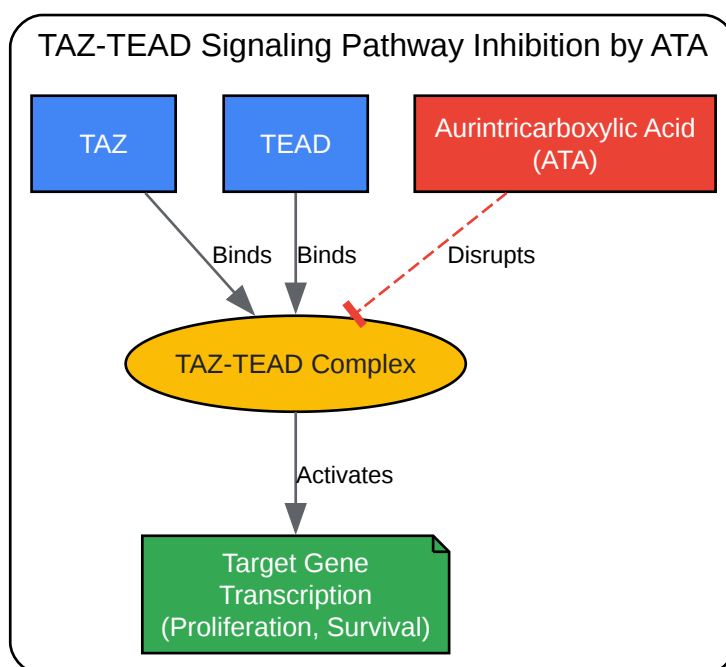 TAZ-TEAD Signaling Pathway Inhibition by ATA
TAZ
TEAD
Aurintricarboxylic Acid
(ATA)
Binds
Binds
Disrupts
TAZ-TEAD Complex
Activates
Target Gene
Transcription
(Proliferation, Survival)